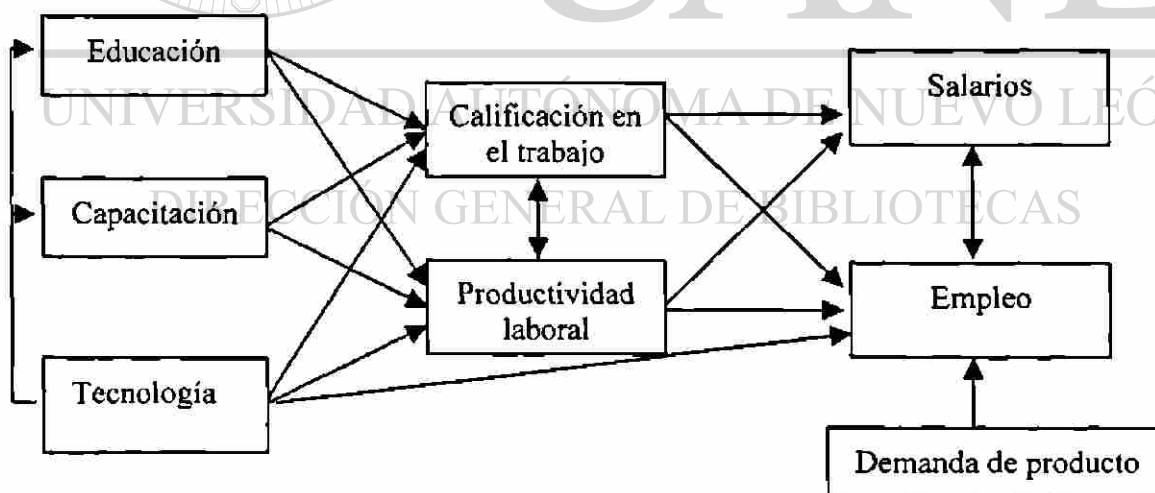 Educación
Salarios
UNIVERSIDAD AUTÓNOMA DE NUEVO LEÓ
Calificación en
el trabajo
Capacitación
DIRECCIÓN GENERAL DE BIBLIOTECAS
Productividad
laboral
Empleo
Tecnología
Demanda de producto